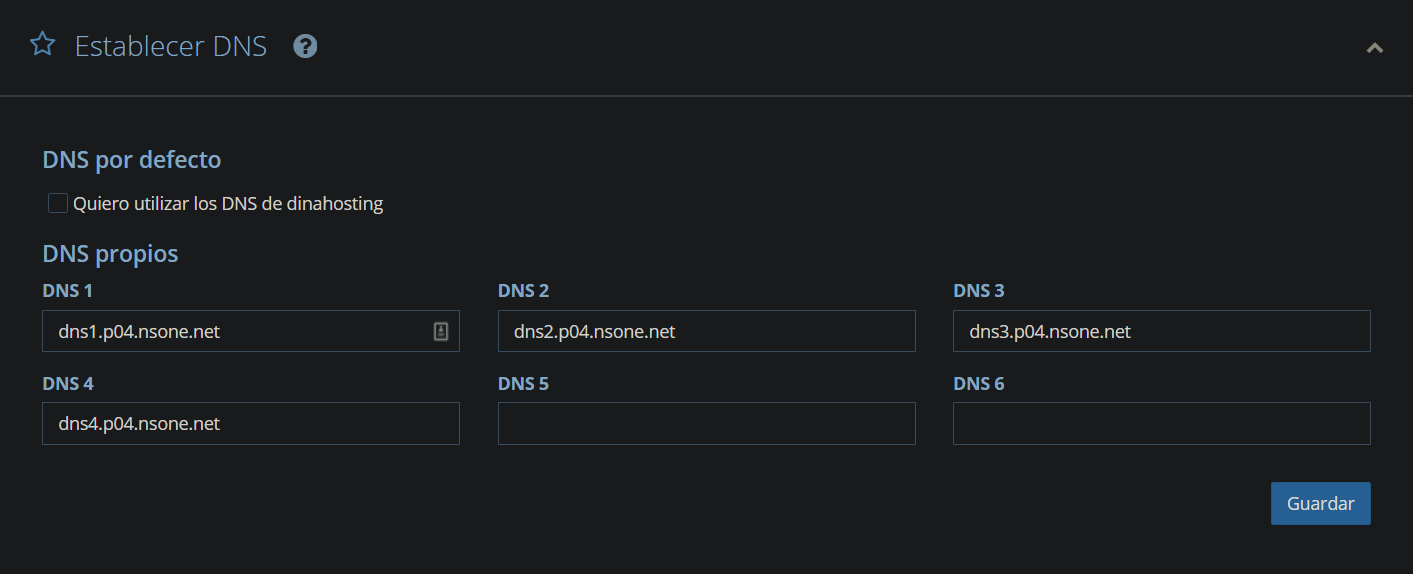 Establecer DNS ?
DNS por defecto
Quiero utilizar los DNS de dinahosting
DNS propios
DNS 1
DNS 2
DNS 3
dns1.p04.nsone.net
dns2.p04.nsone.net
dns3.p04.nsone.net
DNS 4
DNS 5
DNS 6
dns4.p04.nsone.net
Guardar